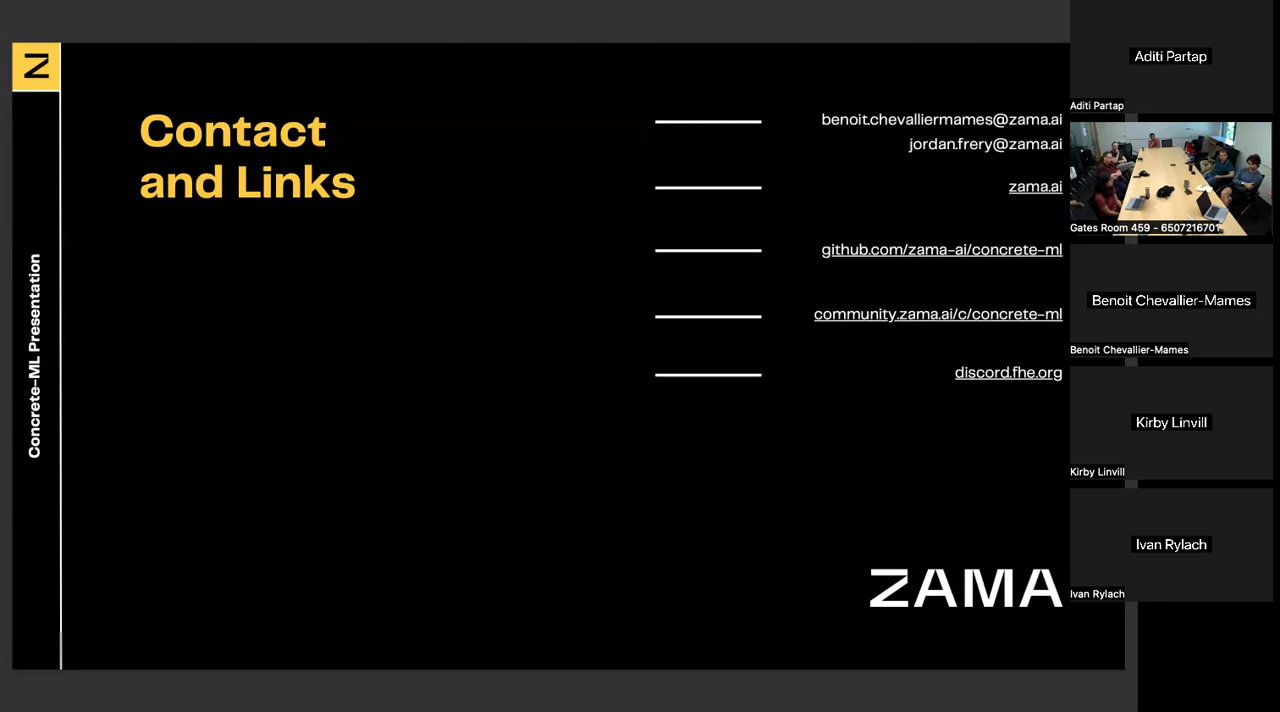 Z
Concrete-ML Presentation
Contact
and Links
benoit.chevalliermames@zama.ai
jordan.frery@zama.ai
zama.ai
github.com/zama-ai/concrete-ml
community.zama.ai/c/concrete-ml
discord.fhe.org
ZAMA
Aditi Partap
Aditi Partap
Gates Room 459 - 6507216701
Benoit Chevallier-Mames
Benoit Chevallier-Mames
Kirby Linvill
Kirby Linvill
Ivan Rylach
Ivan Rylach